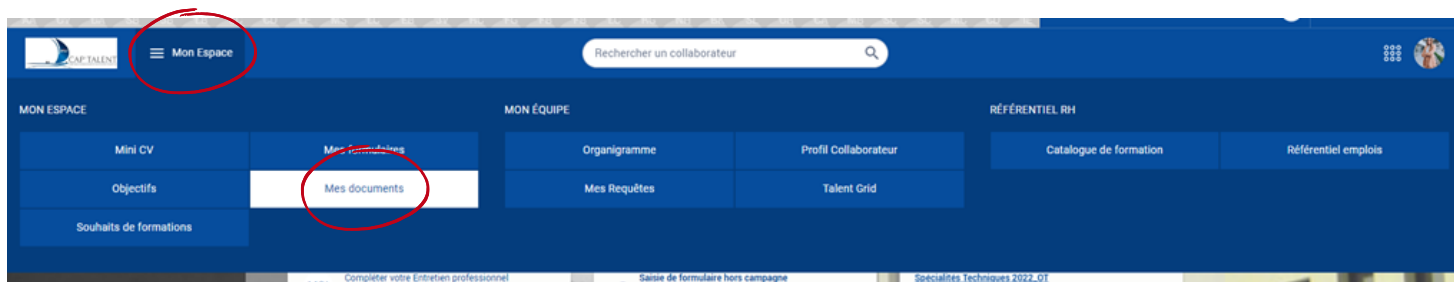 CAP TALENT
Mon Espace
Rechercher un collaborateur
MON ESPACE
Mini CV
Mes formulaires
Objectifs
Mes documents
Souhaits de formations
MON ÉQUIPE
Organigramme
Profil Collaborateur
Mes Requêtes
Talent Grid
RÉFÉRENTIEL RH
Catalogue de formation
Référentiel emplois
Compléter votre Entretien professionnel
Saisie de formulaire hors campagne
Spécialités Techniques 2022_OT